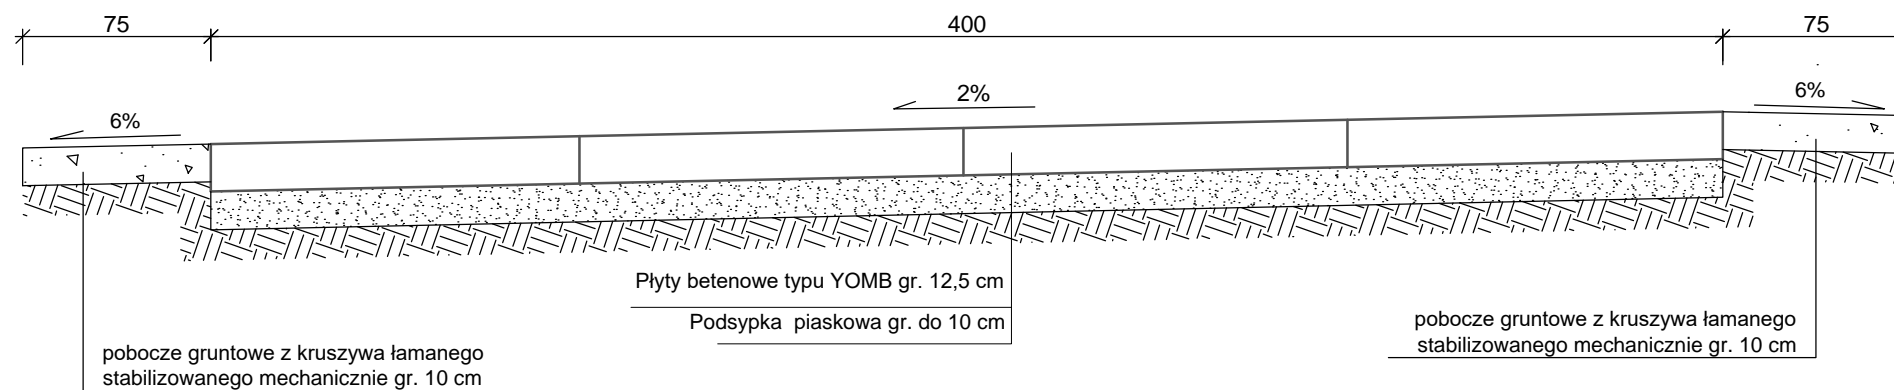 75
400
75
6%
2%
6%
Płyty betenowe typu YOMB gr. 12,5 cm
Podsypka piaskowa gr. do 10 cm
pobocze gruntowe z kruszywa łamanego
stabilizowanego mechanicznie gr. 10 cm
pobocze gruntowe z kruszywa łamanego
stabilizowanego mechanicznie gr. 10 cm